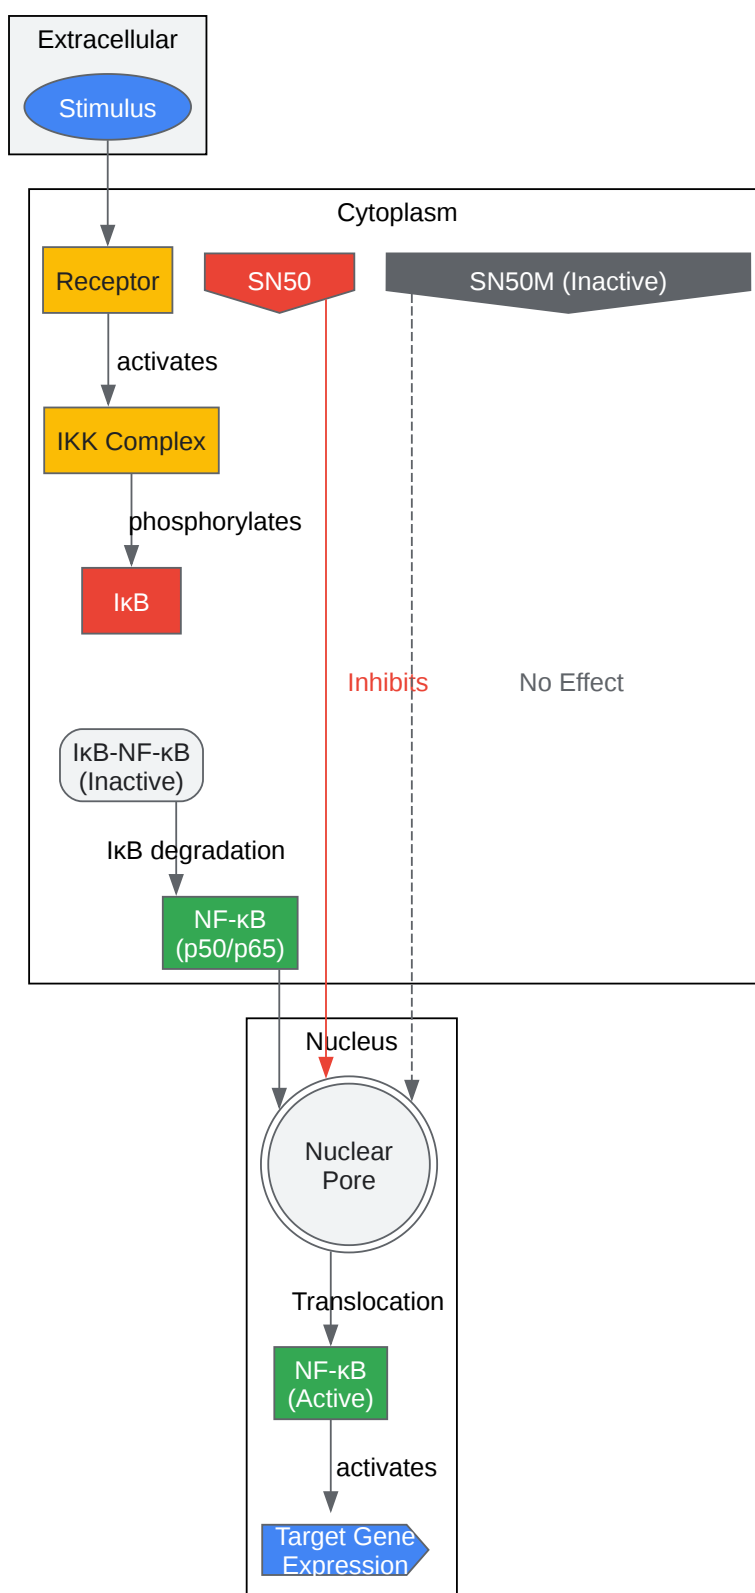 Extracellular
Stimulus
Cytoplasm
Receptor
SN50
SN50M (Inactive)
activates
IKK Complex
phosphorylates
IκB
Inhibits
No Effect
IκB-NF-κB
(Inactive)
IκB degradation
NF-κB
(p50/p65)
Nucleus
Nuclear
Pore
Translocation
NF-κB
(Active)
activates
Target Gene
Expression